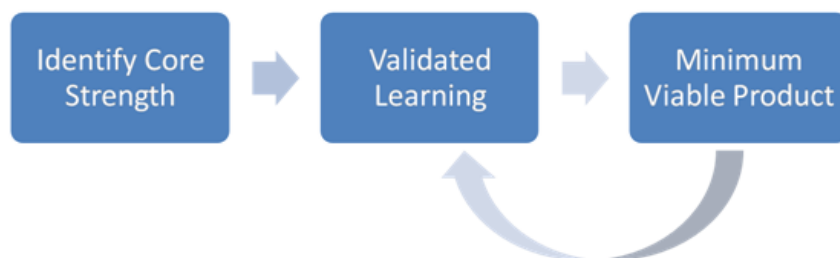 Identify Core
Strength
Validated
Learning
Minimum
Viable Product